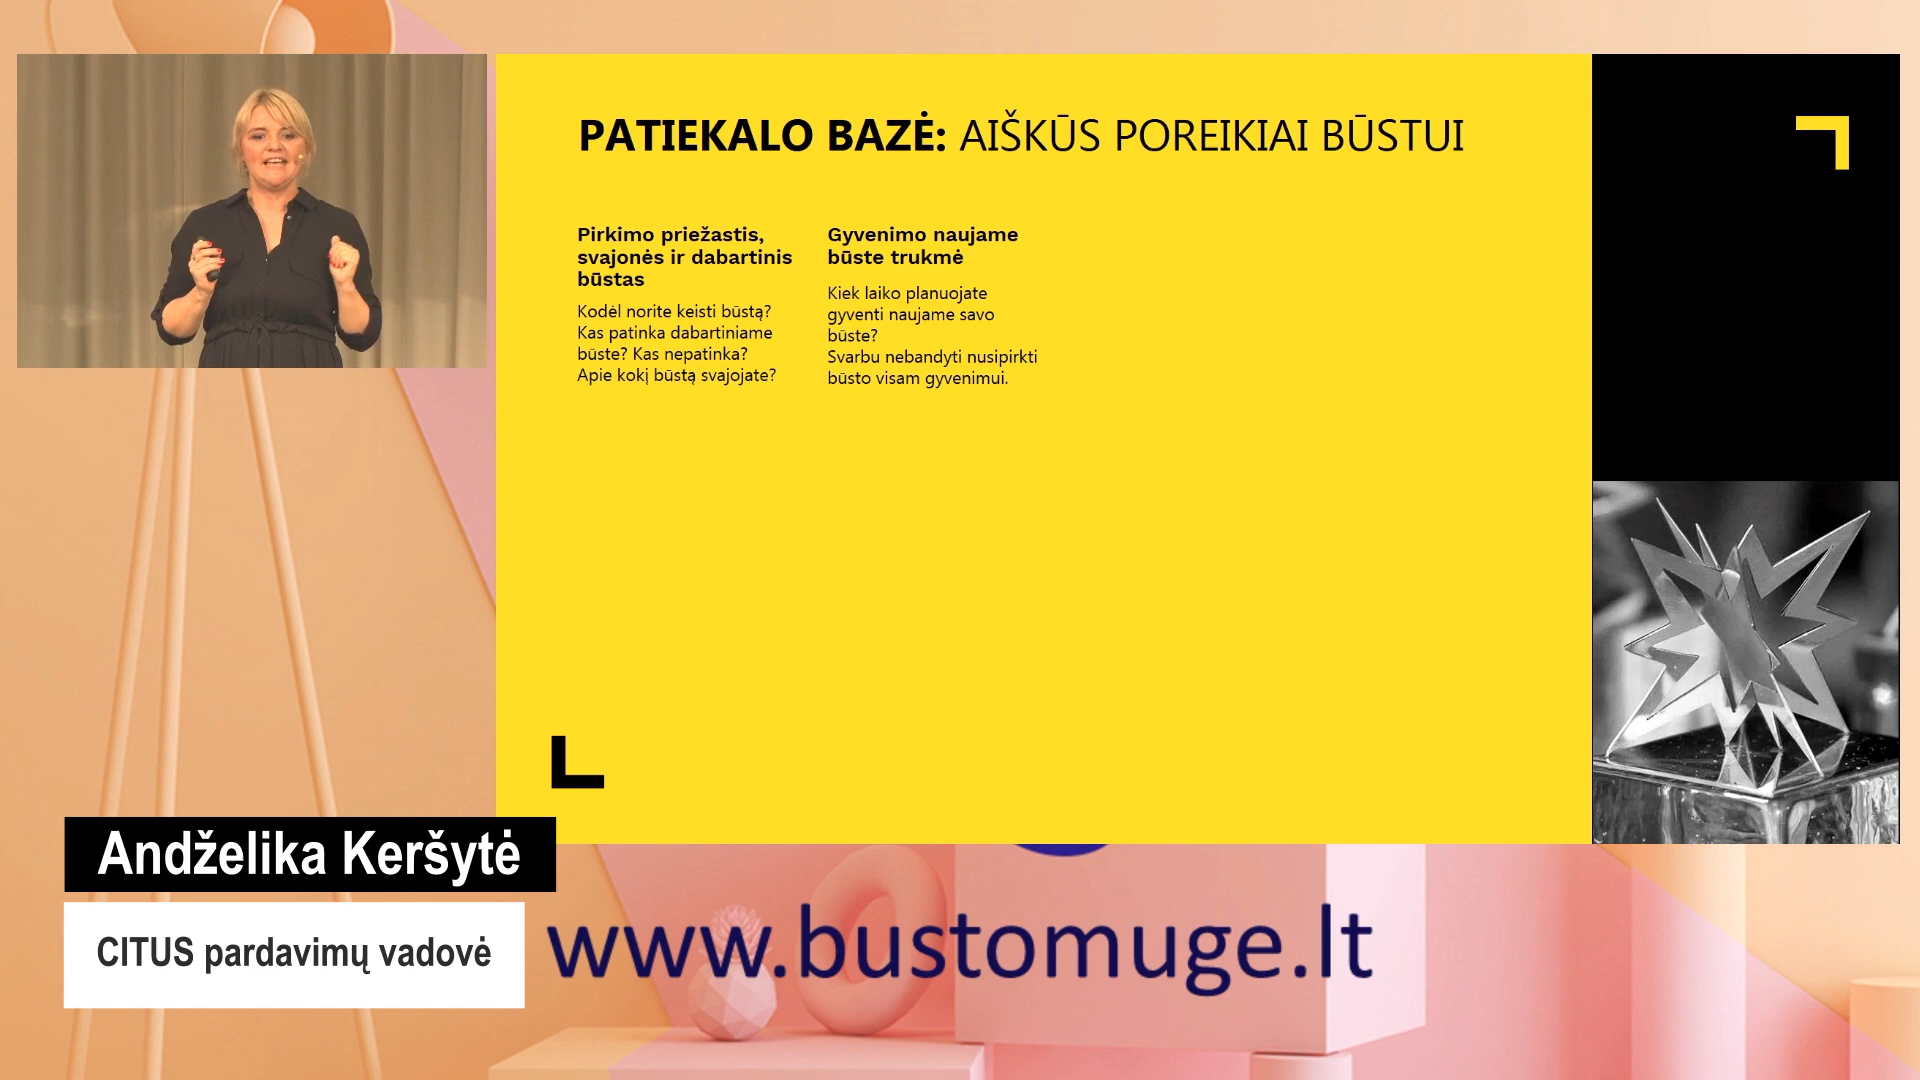 PATIEKALO BAZĖ: AIŠKŪS POREIKIAI BŪSTUI
Pirkimo priežastis,
svajonės ir dabartinis
būstas
Kodėl norite keisti būstą?
Kas patinka dabartiniame
būste? Kas nepatinka?
Apie kokį būstą svajojate?
Gyvenimo naujame
būste trukmė
Kiek laiko planuojate
gyventi naujame savo
būste?
Svarbu nebandyti nusipirkti
būsto visam gyvenimui.
Andželika Keršytė
CITUS pardavimų vadovė
www.bustomuge.lt